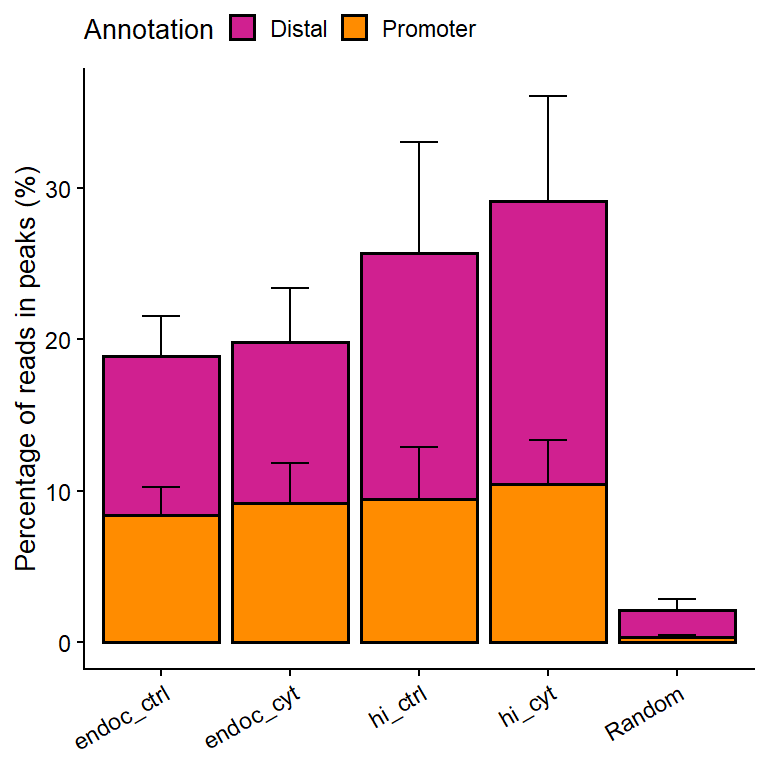 Annotation Distal Promoter
Percentage of reads in peaks (%)
30
20
10
0
endoc_ctrl
endoc_cyt
hi_ctrl
hi_cyt
Random